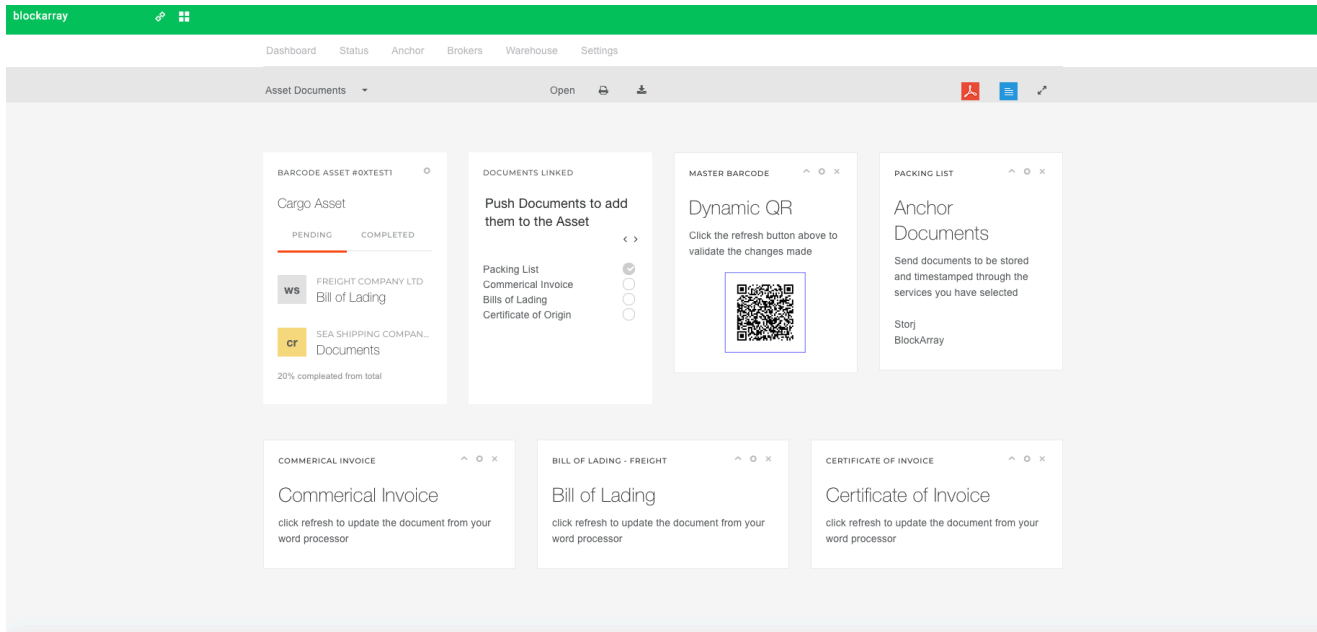 blockarray
Dashboard Status Anchor Brokers Warehouse Settings
Asset Documents Open
BARCODE ASSET #0XTEST1
Cargo Asset
PENDING COMPLETED
ws
FREIGHT COMPANY LTD
Bill of Lading
cr
SEA SHIPPING COMPAN...
Documents
20% compleated from total
DOCUMENTS LINKED
Push Documents to add
them to the Asset
Packing List
Commerical Invoice
Bills of Lading
Certificate of Origin
MASTER BARCODE
Dynamic QR
Click the refresh button above to
validate the changes made
PACKING LIST
Anchor
Documents
Send documents to be stored
and timestamped through the
services you have selected
Storj
BlockArray
COMMERICAL INVOICE
Commerical Invoice
click refresh to update the document from your
word processor
BILL OF LADING - FREIGHT
Bill of Lading
click refresh to update the document from your
word processor
CERTIFICATE OF INVOICE
Certificate of Invoice
click refresh to update the document from your
word processor